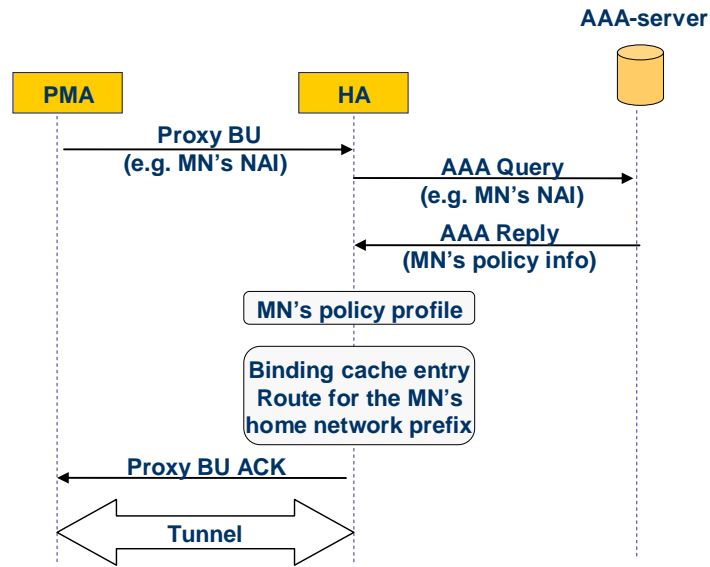 AAA-server
PMA
HA
Proxy BU
(e.g. MN's NAI)
AAA Query
(e.g. MN's NAI)
AAA Reply
(MN's policy info)
MN's policy profile
Binding cache entry
Route for the MN's
home network prefix
Proxy BU ACK
Tunnel